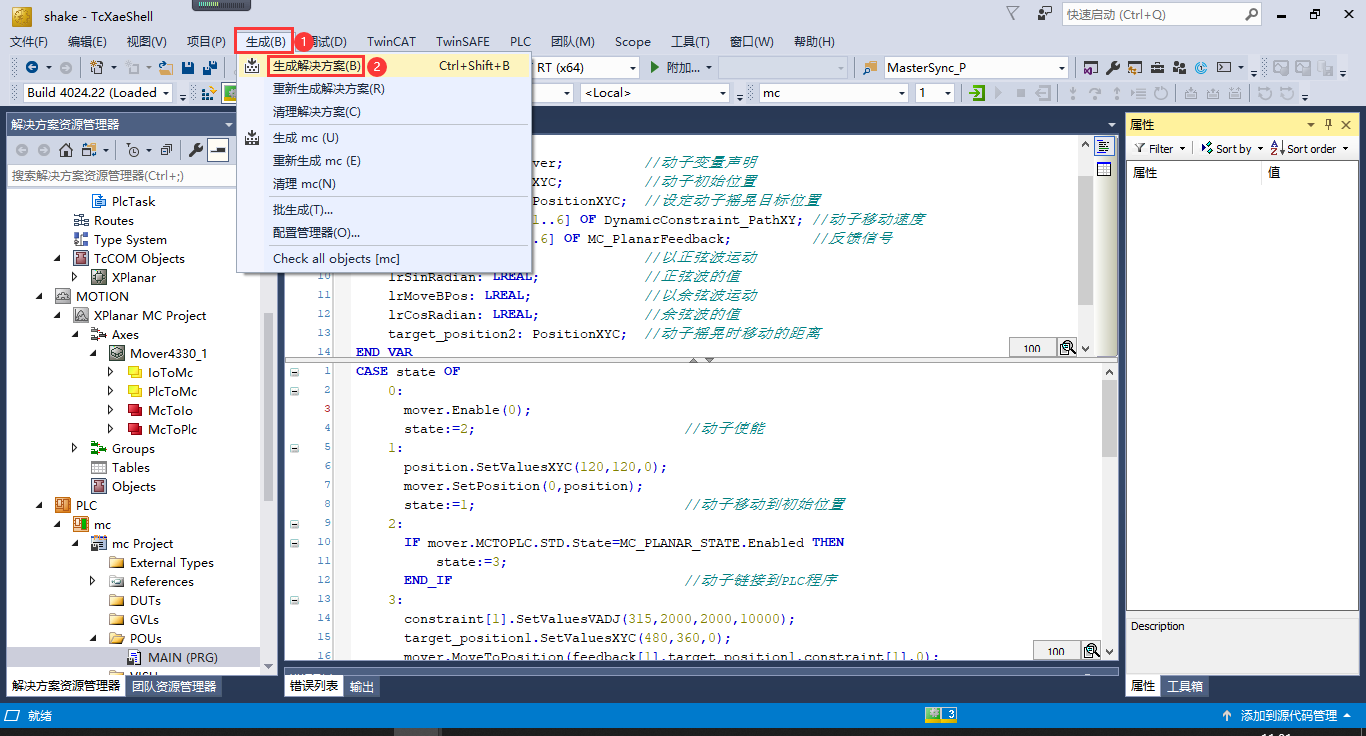 shake - TcXaeShell
快速启动 (Ctrl+Q)
文件(F) 编辑(E) 视图(V) 项目(P) 生成(B) 1 调试(D) TwinCAT TwinSAFE PLC 团队(M) Scope 工具(T) 窗口(W) 帮助(H)
RT (x64) 附加... MasterSync_P
Build 4024.22 (Loaded <Local> mc 1
生成解决方案(B) 2 Ctrl+Shift+B
重新生成解决方案(R)
清理解决方案(C)
生成 mc (U)
重新生成 mc (E)
清理 mc(N)
批生成(T)...
配置管理器(O)...
Check all objects [mc]
解决方案资源管理器
搜索解决方案资源管理器(Ctrl+;)
PlcTask
Routes
Type System
TcCOM Objects
XPlanar
MOTION
XPlanar MC Project
Axes
Mover4330_1
IoToMc
PlcToMc
McToIo
McToPlc
Groups
Tables
Objects
PLC
mc
mc Project
External Types
References
DUTs
GVLs
POUs
MAIN (PRG)
解决方案资源管理器 团队资源管理器
ver; //动子变量声明
XYC; //动子初始位置
PositionXYC; //设定动子摇晃目标位置
1..6] OF DynamicConstraint_PathXY; //动子移动速度
.6] OF MC_PlanarFeedback; //反馈信号
//以正弦波运动
10 lrSinRadian: LREAL; //正弦波的值
11 lrMoveBPos: LREAL; //以余弦波运动
12 lrCosRadian: LREAL; //余弦波的值
13 target_position2: PositionXYC; //动子摇晃时移动的距离
14 END_VAR
100
1 CASE state OF
2 0:
3 mover.Enable(0);
4 state:=2; //动子使能
5 1:
6 position.SetValuesXYC(120,120,0);
7 mover.SetPosition(0,position);
8 state:=1; //动子移动到初始位置
9 2:
10 IF mover.MCTOPLC.STD.State=MC_PLANAR_STATE.Enabled THEN
11 state:=3;
12 END_IF //动子链接到PLC程序
13 3:
14 constraint[1].SetValuesVADJ(315,2000,2000,10000);
15 target_position1.SetValuesXYC(480,360,0);
16 mover.MoveToPosition(feedback[1],target_position1,constraint[1],0);
100
错误列表 输出
属性
Filter Sort by Sort order
属性 值
Description
属性 工具箱
就绪 3 添加到源代码管理